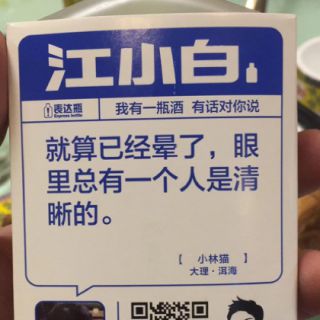 江小白
表达瓶
Express bottle
我有一瓶酒 有话对你说
就算已经晕了，眼
里总有一个人是清
晰的。
【 小林猫 】
大理·洱海